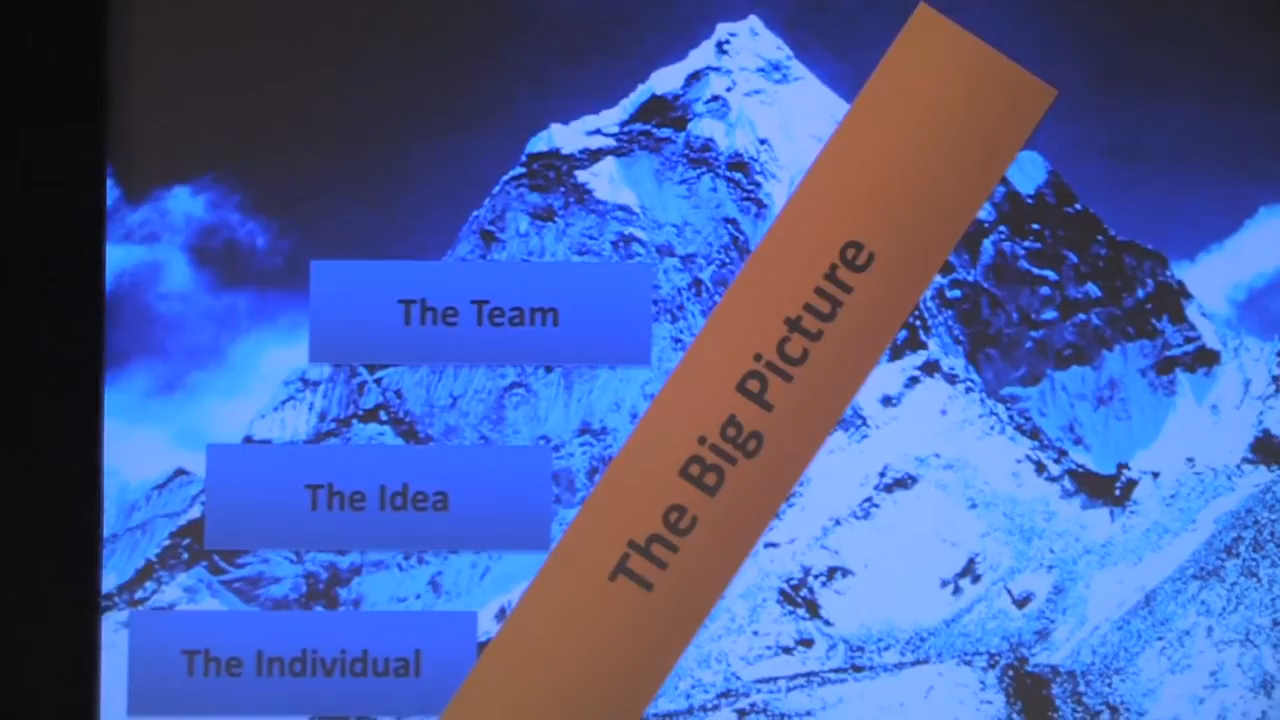 The Team
The Big Picture
The Idea
The Individual